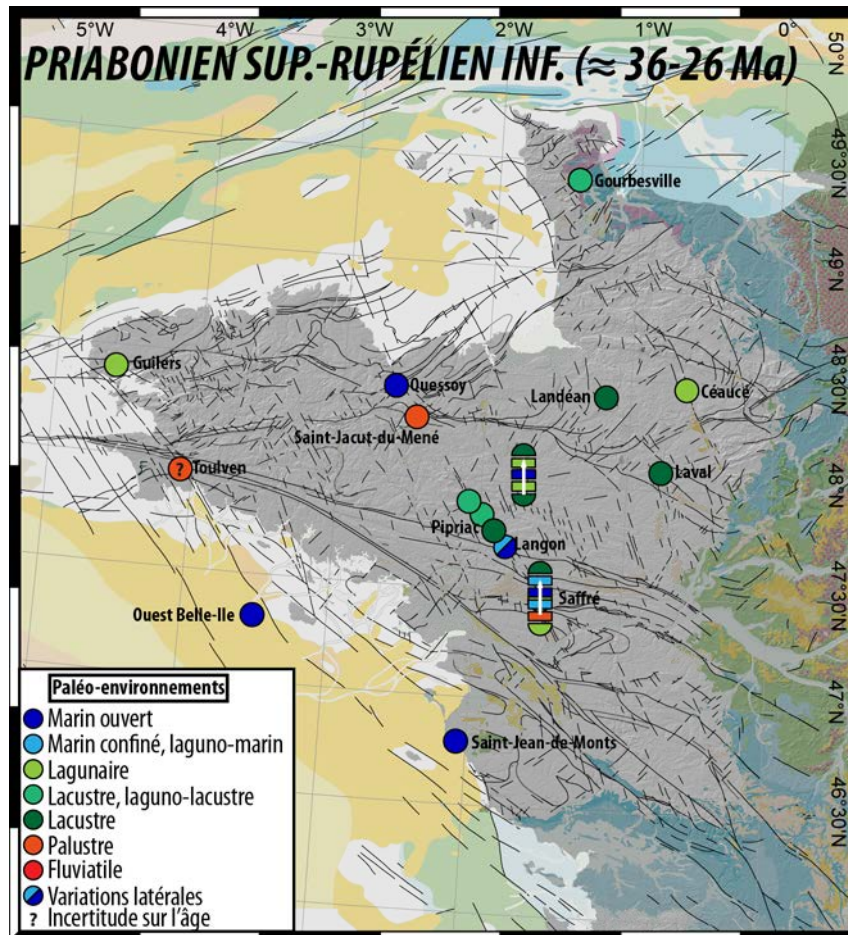 5°W 4°W 3°W 2°W 1°W 0°
PRIABONIEN SUP.-RUPÉLIEN INF. (≈ 36-26 Ma)
50°N
49°30'N
Gourbesville
49°N
48°30'N
Guilers
Quessoy
Landéan
Céaucé
Saint-Jacut-du-Mené
? Toulven
Laval
48°N
Pipriac
Langon
47°30'N
Saffré
Ouest Belle-Ile
47°N
Saint-Jean-de-Monts
46°30'N
Paléo-environnements
Marin ouvert
Marin confiné, laguno-marin
Lagunaire
Lacustre, laguno-lacustre
Lacustre
Palustre
Fluviatile
Variations latérales
? Incertitude sur l'âge